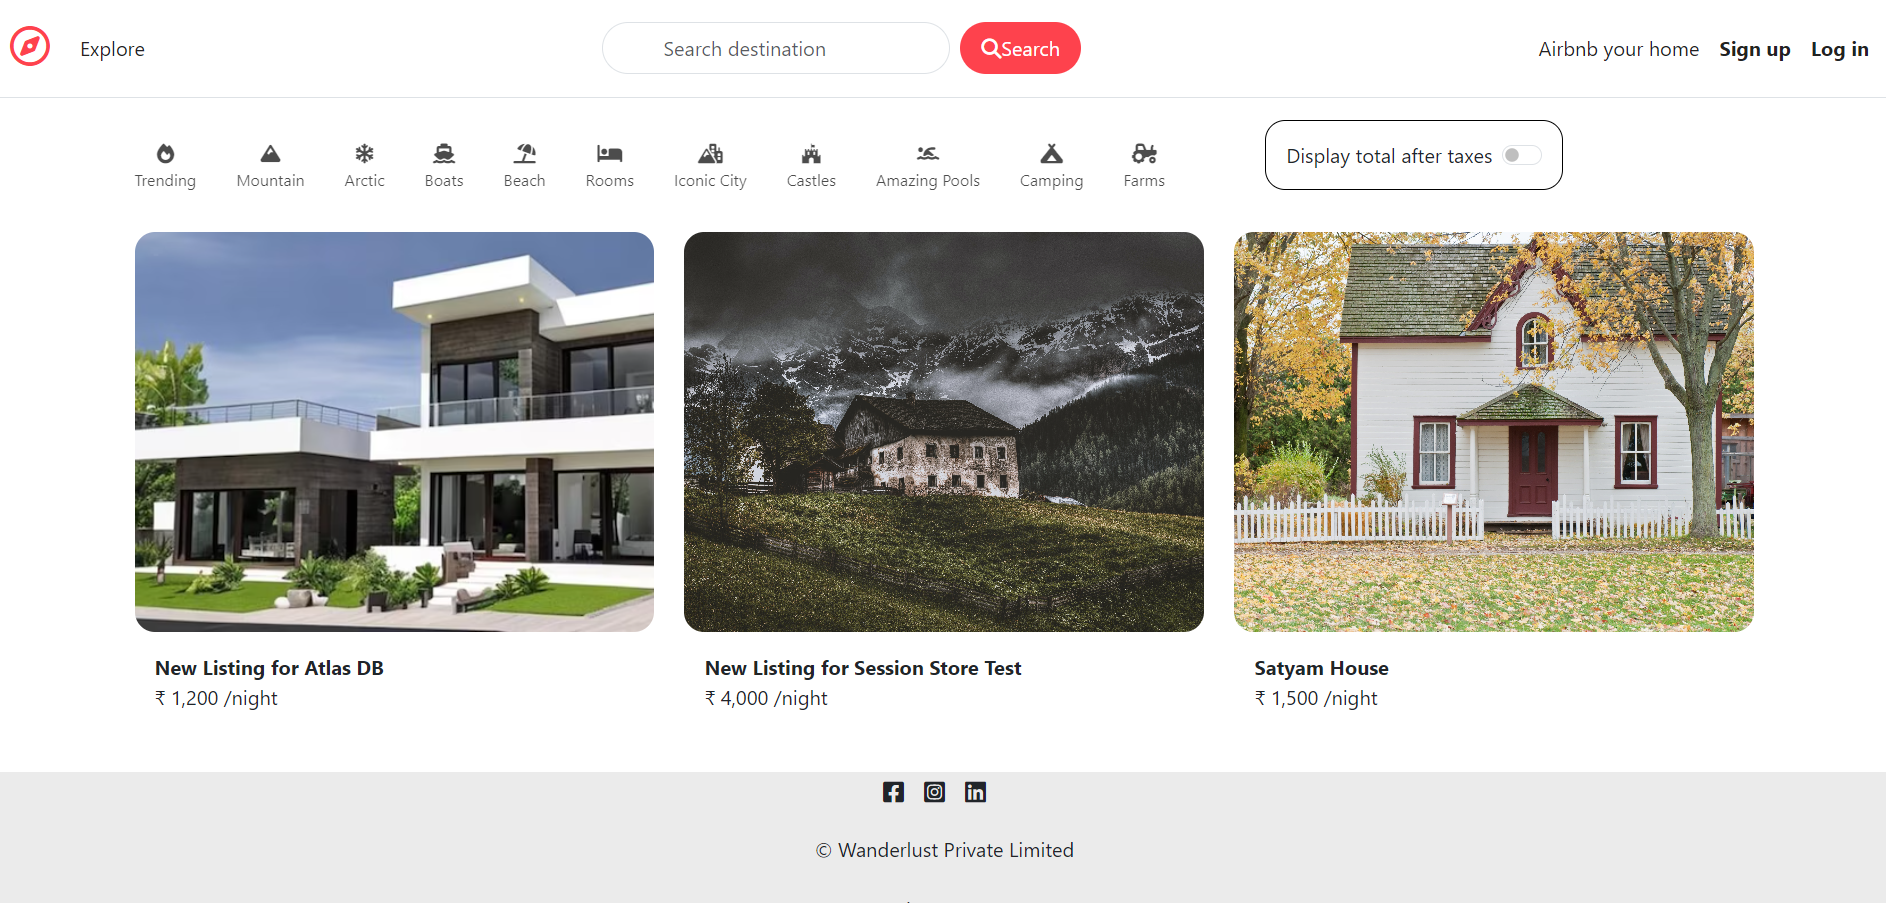 Explore
Search destination
Search
Airbnb your home
Sign up
Log in
Trending
Mountain
Arctic
Boats
Beach
Rooms
Iconic City
Castles
Amazing Pools
Camping
Farms
Display total after taxes
New Listing for Atlas DB
₹ 1,200 /night
New Listing for Session Store Test
₹ 4,000 /night
Satyam House
₹ 1,500 /night
© Wanderlust Private Limited